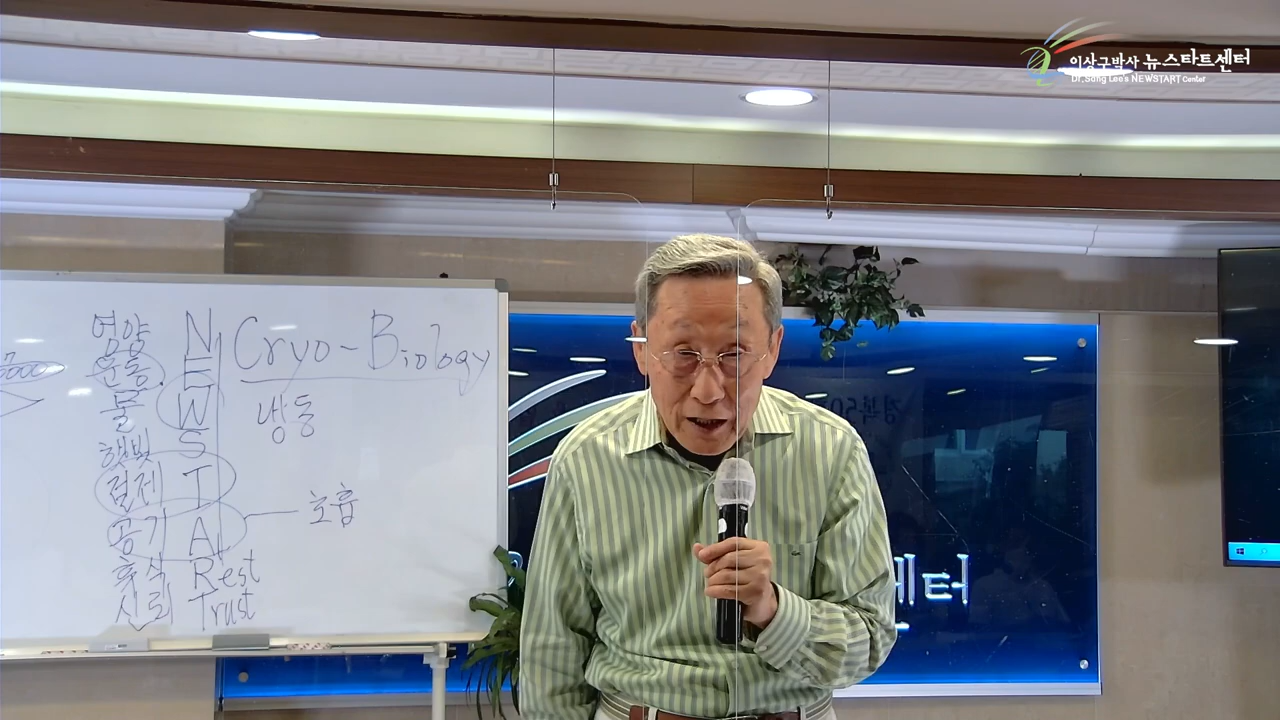 이상구박사 뉴스타트센터
Dr. Sang Lee's NEWSTART Center
영양 N
운동 E
물 W
햇빛 S
절제 T
공기 A
휴식 Rest
신뢰 Trust
Cryo-Biology
냉동
호흡
센터